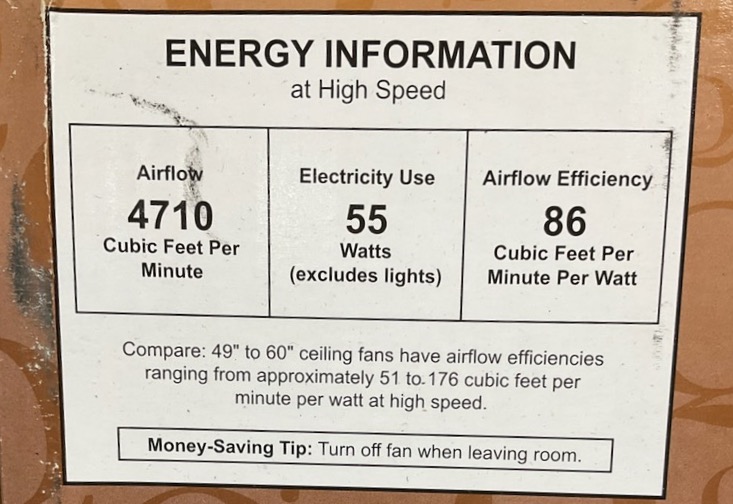 ENERGY INFORMATION
at High Speed
Airflow
4710
Cubic Feet Per
Minute
Electricity Use
55
Watts
(excludes lights)
Airflow Efficiency
86
Cubic Feet Per
Minute Per Watt
Compare: 49" to 60" ceiling fans have airflow efficiencies
ranging from approximately 51 to 176 cubic feet per
minute per watt at high speed.
Money-Saving Tip: Turn off fan when leaving room.